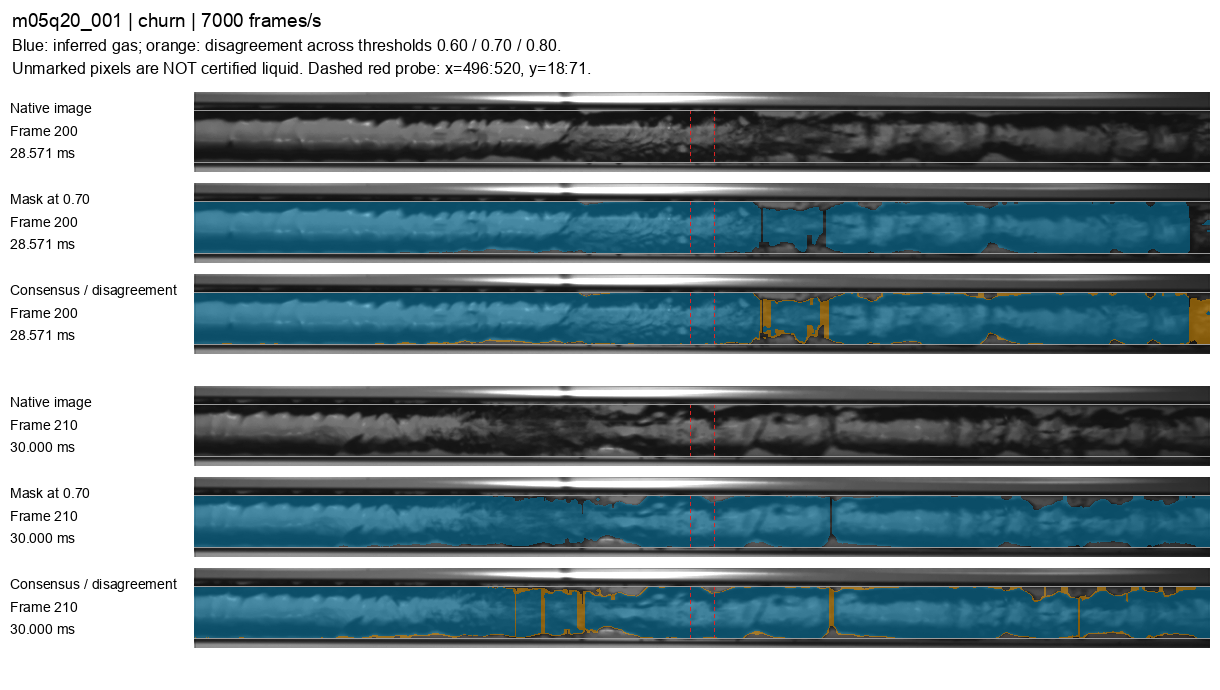 m05q20_001 | churn | 7000 frames/s
Blue: inferred gas; orange: disagreement across thresholds 0.60 / 0.70 / 0.80.
Unmarked pixels are NOT certified liquid. Dashed red probe: x=496:520, y=18:71.
Native image
Frame 200
28.571 ms
Mask at 0.70
Frame 200
28.571 ms
Consensus / disagreement
Frame 200
28.571 ms
Native image
Frame 210
30.000 ms
Mask at 0.70
Frame 210
30.000 ms
Consensus / disagreement
Frame 210
30.000 ms